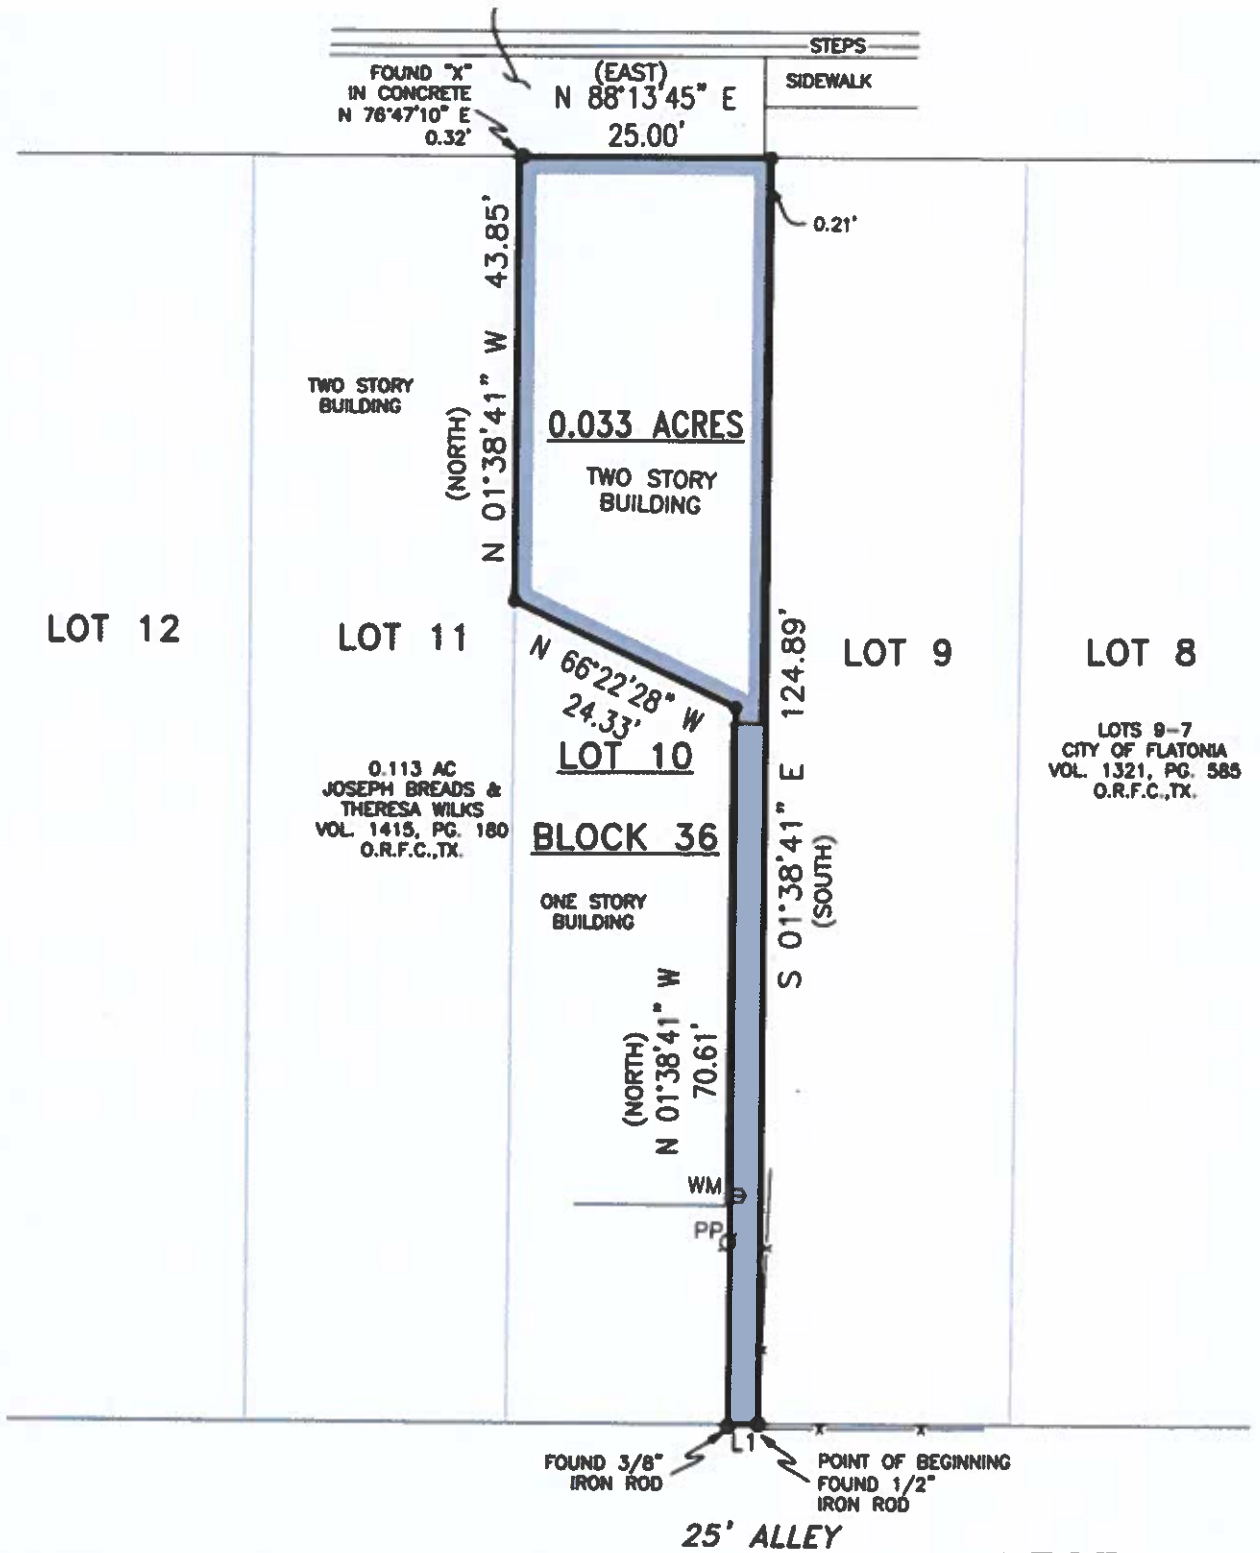 STEPS
SIDEWALK
FOUND "X"
IN CONCRETE
N 76°47'10" E
0.32'
(EAST)
N 88°13'45" E
25.00'
0.21'
(NORTH)
N 01°38'41" W 43.85'
TWO STORY
BUILDING
0.033 ACRES
TWO STORY
BUILDING
LOT 12
LOT 11
N 66°22'28" W
24.33'
S 01°38'41" E 124.89'
(SOUTH)
LOT 9
LOT 8
LOTS 9-7
CITY OF FLATONIA
VOL. 1321, PG. 585
O.R.F.C.,TX.
0.113 AC
JOSEPH BREADS &
THERESA WILKS
VOL. 1415, PG. 180
O.R.F.C.,TX.
LOT 10
BLOCK 36
ONE STORY
BUILDING
(NORTH)
N 01°38'41" W
70.61'
WM
PP
L1
FOUND 3/8"
IRON ROD
POINT OF BEGINNING
FOUND 1/2"
IRON ROD
25' ALLEY